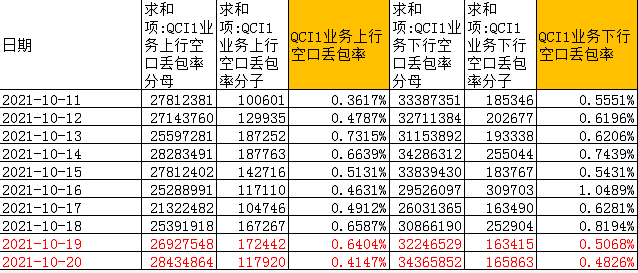 日期 求和项:QCI1业务上行空口丢包率分母 求和项:QCI1业务上行空口丢包率分子 QCI1业务上行空口丢包率 求和项:QCI1业务下行空口丢包率分母 求和项:QCI1业务下行空口丢包率分子 QCI1业务下行空口丢包率
2021-10-11 27812381 100601 0.3617% 33387351 185346 0.5551%
2021-10-12 27143760 129935 0.4787% 32711384 202677 0.6196%
2021-10-13 25597281 187252 0.7315% 31153892 193338 0.6206%
2021-10-14 28283491 187763 0.6639% 34286312 255044 0.7439%
2021-10-15 27812402 142716 0.5131% 33839430 183767 0.5431%
2021-10-16 25288991 117110 0.4631% 29526097 309703 1.0489%
2021-10-17 21322482 104746 0.4912% 26031365 163490 0.6281%
2021-10-18 25391918 167267 0.6587% 30866190 252904 0.8194%
2021-10-19 26927548 172442 0.6404% 32246529 163415 0.5068%
2021-10-20 28434864 117920 0.4147% 34365852 165863 0.4826%